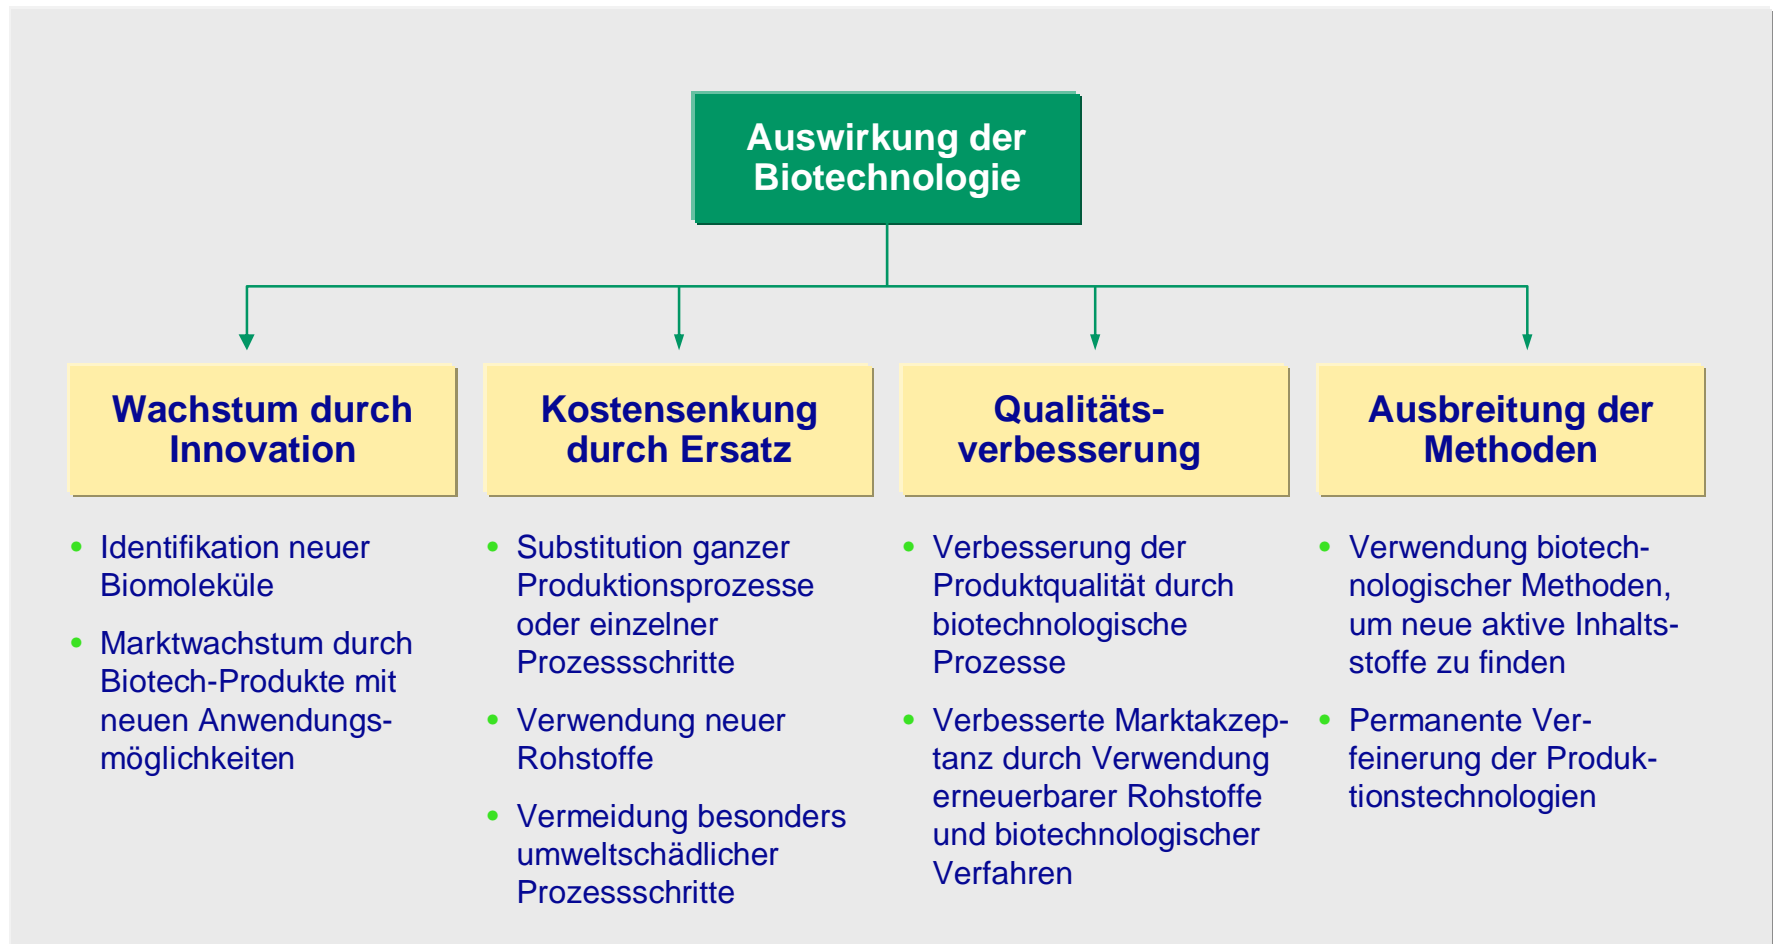 Auswirkung der
Biotechnologie
Wachstum durch
Innovation
• Identifikation neuer
Biomoleküle
• Marktwachstum durch
Biotech-Produkte mit
neuen Anwendungs-
möglichkeiten
Kostensenkung
durch Ersatz
• Substitution ganzer
Produktionsprozesse
oder einzelner
Prozessschritte
• Verwendung neuer
Rohstoffe
• Vermeidung besonders
umweltschädlicher
Prozessschritte
Qualitäts-
verbesserung
• Verbesserung der
Produktqualität durch
biotechnologische
Prozesse
• Verbesserte Marktakzep-
tanz durch Verwendung
erneuerbarer Rohstoffe
und biotechnologischer
Verfahren
Ausbreitung der
Methoden
• Verwendung biotech-
nologischer Methoden,
um neue aktive Inhalts-
stoffe zu finden
• Permanente Ver-
feinerung der Produk-
tionstechnologien